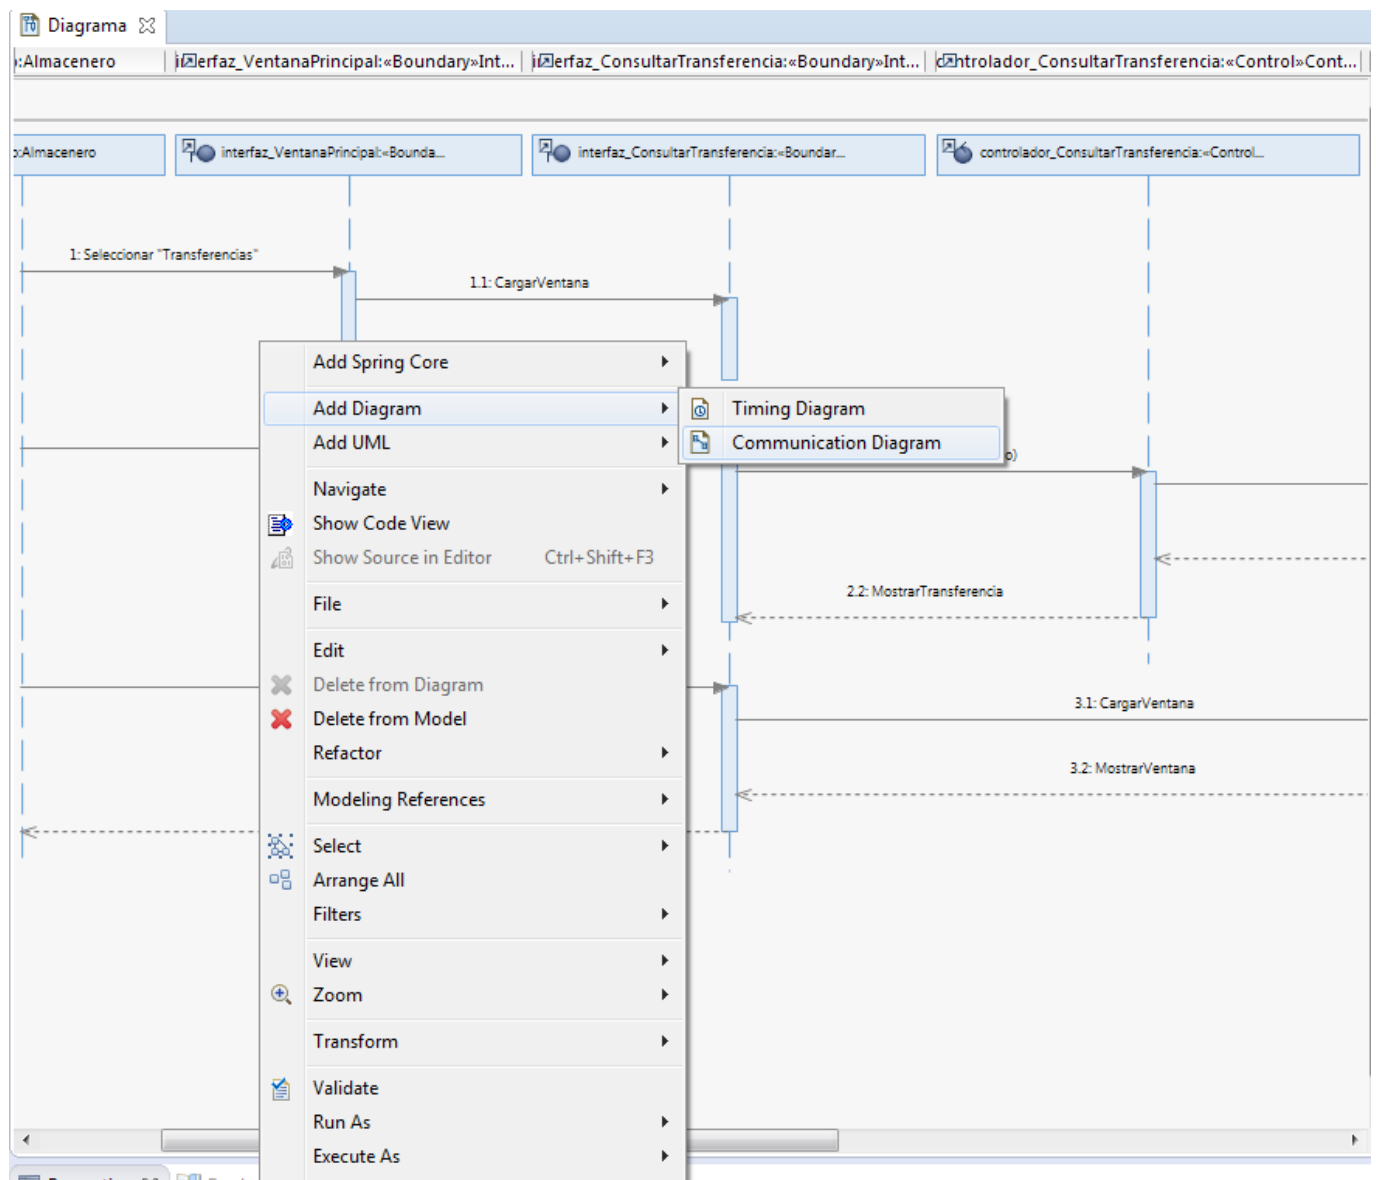 Diagrama
:Almacenero
erfaz_VentanaPrincipal:«Boundary»Int...
erfaz_ConsultarTransferencia:«Boundary»Int...
ntrolador_ConsultarTransferencia:«Control»Cont...
:Almacenero
interfaz_VentanaPrincipal:«Bounda...
interfaz_ConsultarTransferencia:«Boundar...
controlador_ConsultarTransferencia:«Control...
1: Seleccionar "Transferencias"
1.1: CargarVentana
Add Spring Core
Add Diagram
Timing Diagram
Add UML
Communication Diagram
o)
Navigate
Show Code View
Show Source in Editor Ctrl+Shift+F3
2.2: MostrarTransferencia
File
Edit
Delete from Diagram
Delete from Model
3.1: CargarVentana
Refactor
3.2: MostrarVentana
Modeling References
Select
Arrange All
Filters
View
Zoom
Transform
Validate
Run As
Execute As